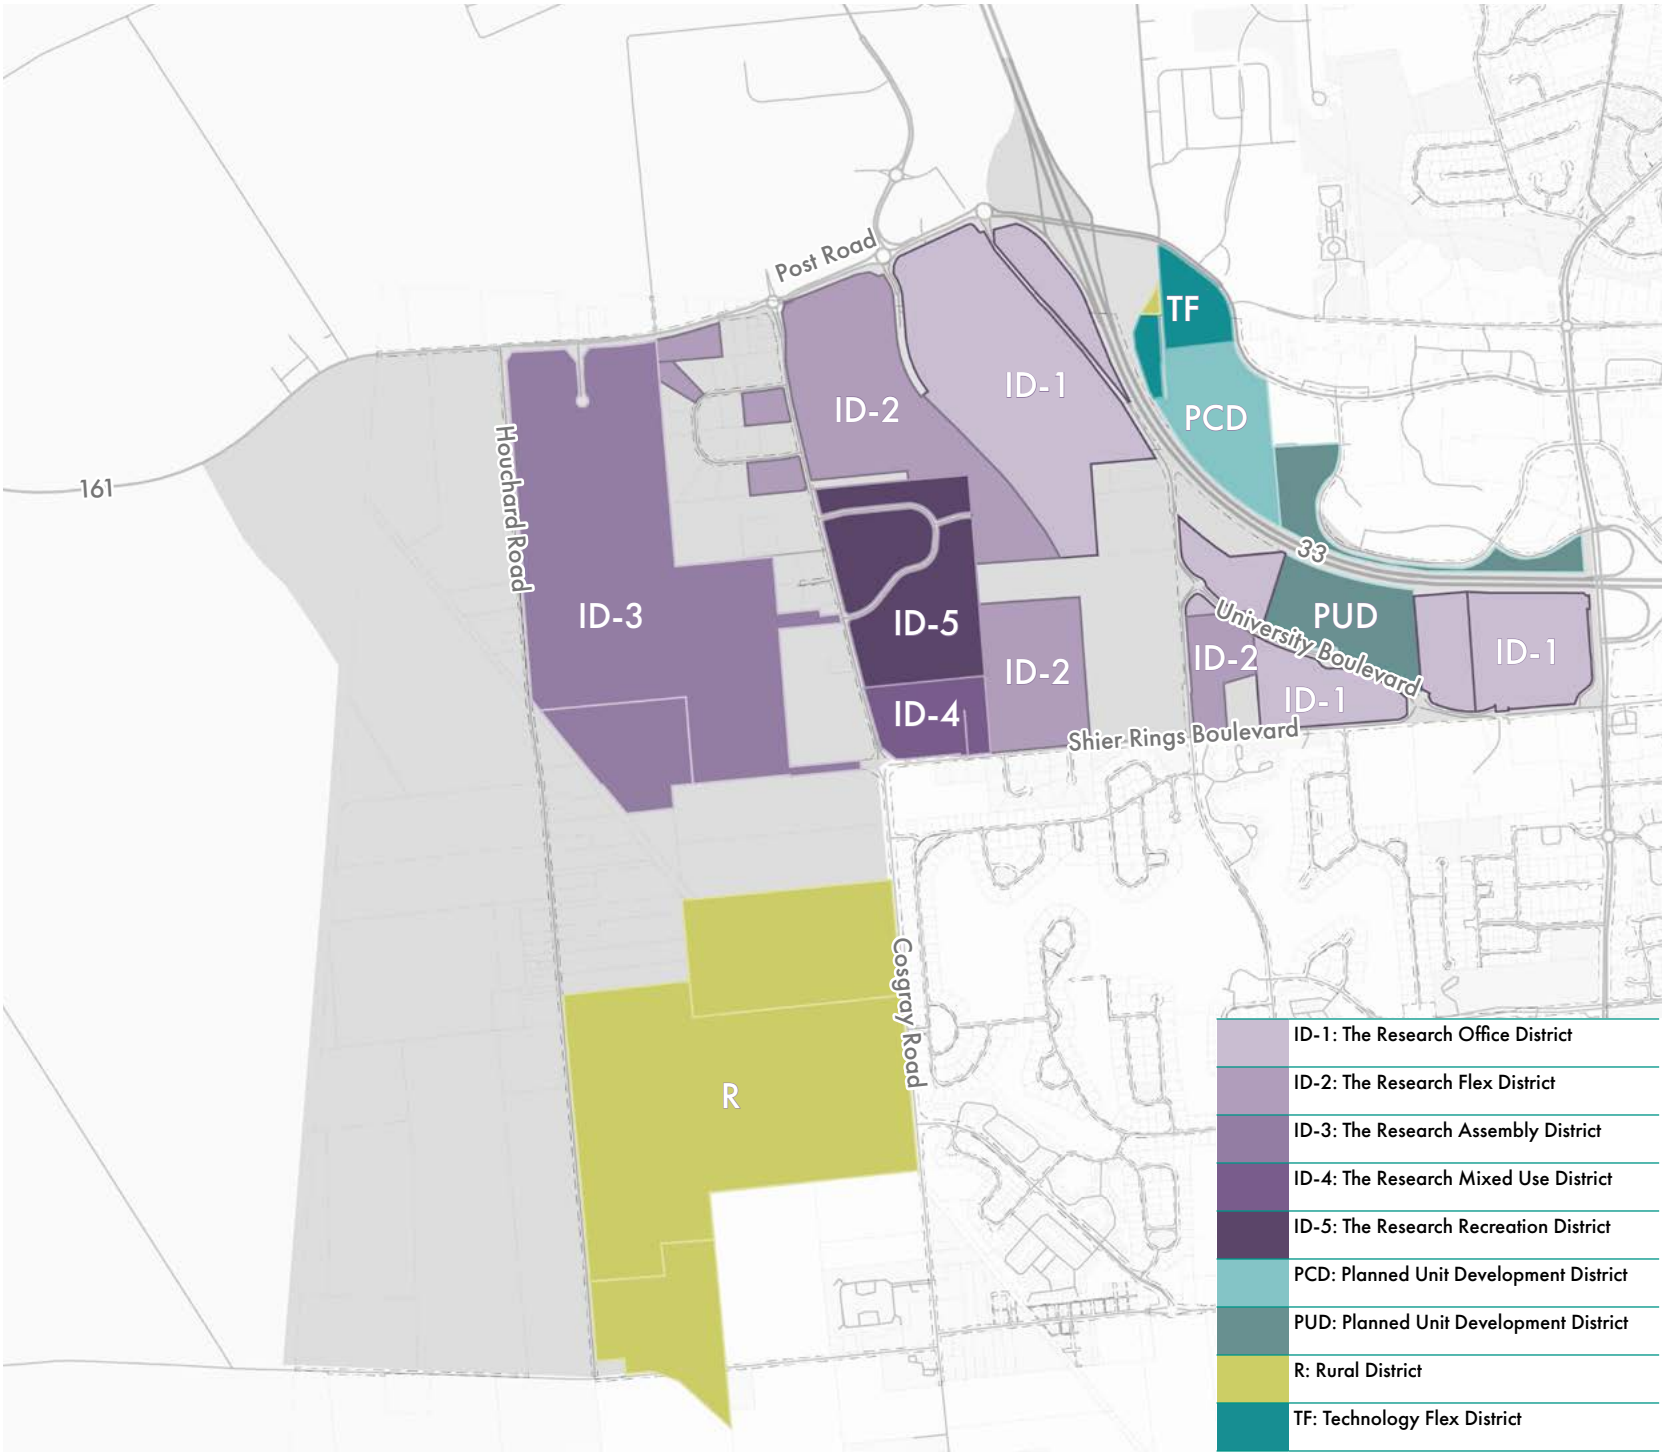 Post Road
TF
ID-1
ID-2
PCD
161
Houchard Road
33
ID-3
ID-5
University Boulevard
PUD
ID-2
ID-2
ID-1
ID-1
ID-4
Shier Rings Boulevard
Cosgray Road
R
ID-1: The Research Office District
ID-2: The Research Flex District
ID-3: The Research Assembly District
ID-4: The Research Mixed Use District
ID-5: The Research Recreation District
PCD: Planned Unit Development District
PUD: Planned Unit Development District
R: Rural District
TF: Technology Flex District